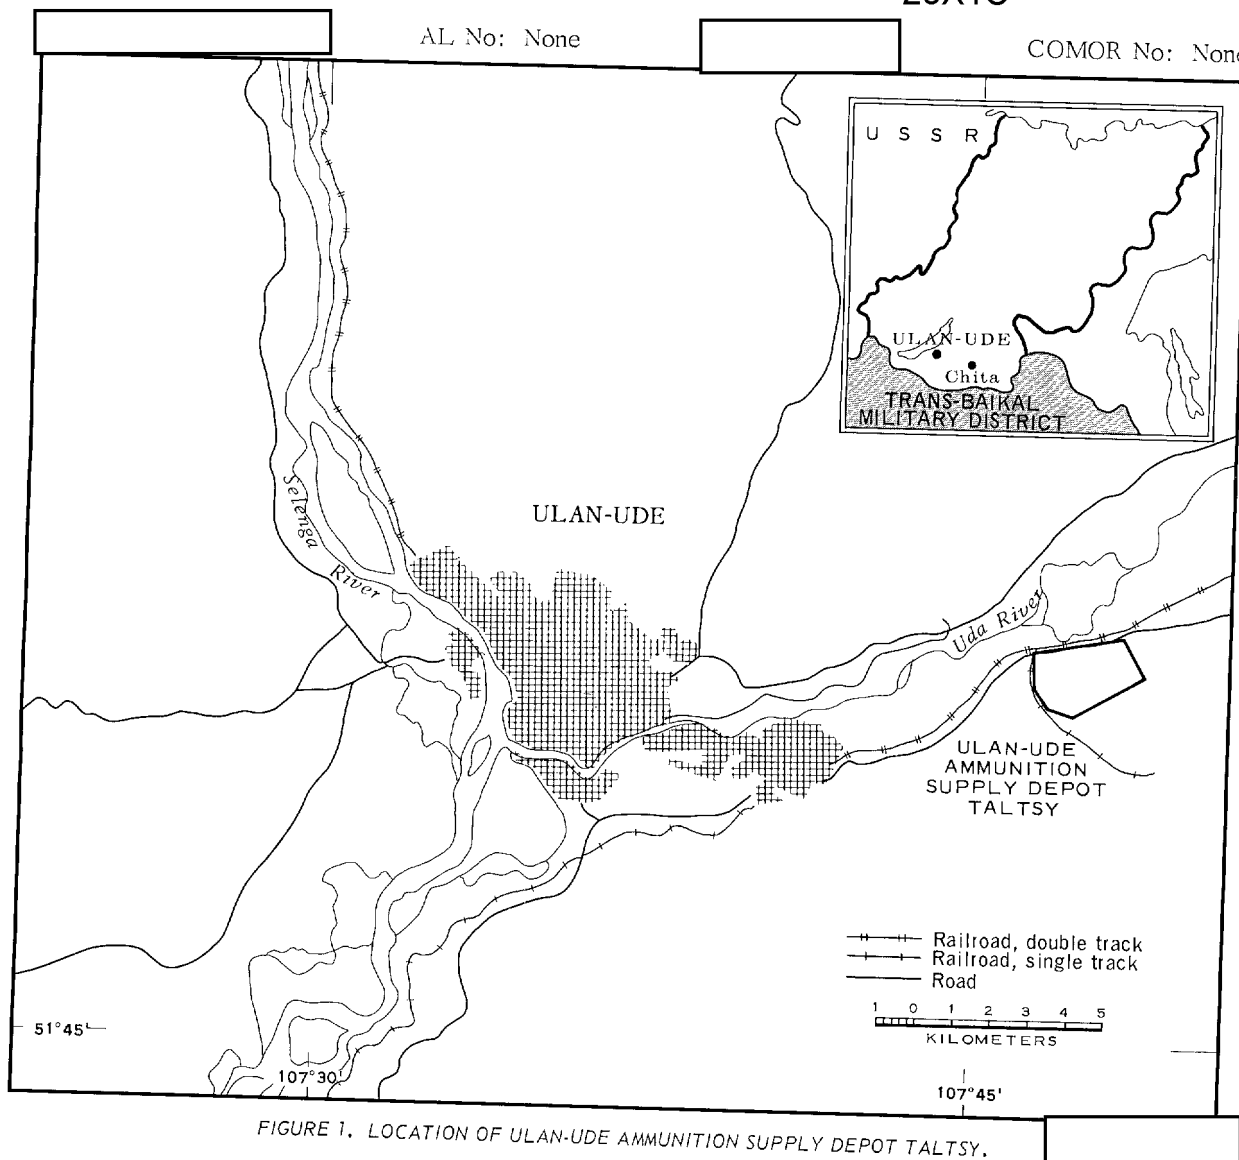 AL No: None
COMOR No: None
U S S R
ULAN-UDE
Chita
TRANS-BAIKAL
MILITARY DISTRICT
Selenga
River
ULAN-UDE
Uda River
ULAN-UDE
AMMUNITION
SUPPLY DEPOT
TALTSY
Railroad, double track
Railroad, single track
Road
1 0 1 2 3 4 5
KILOMETERS
51°45'
107°30'
107°45'
FIGURE 1. LOCATION OF ULAN-UDE AMMUNITION SUPPLY DEPOT TALTSY.